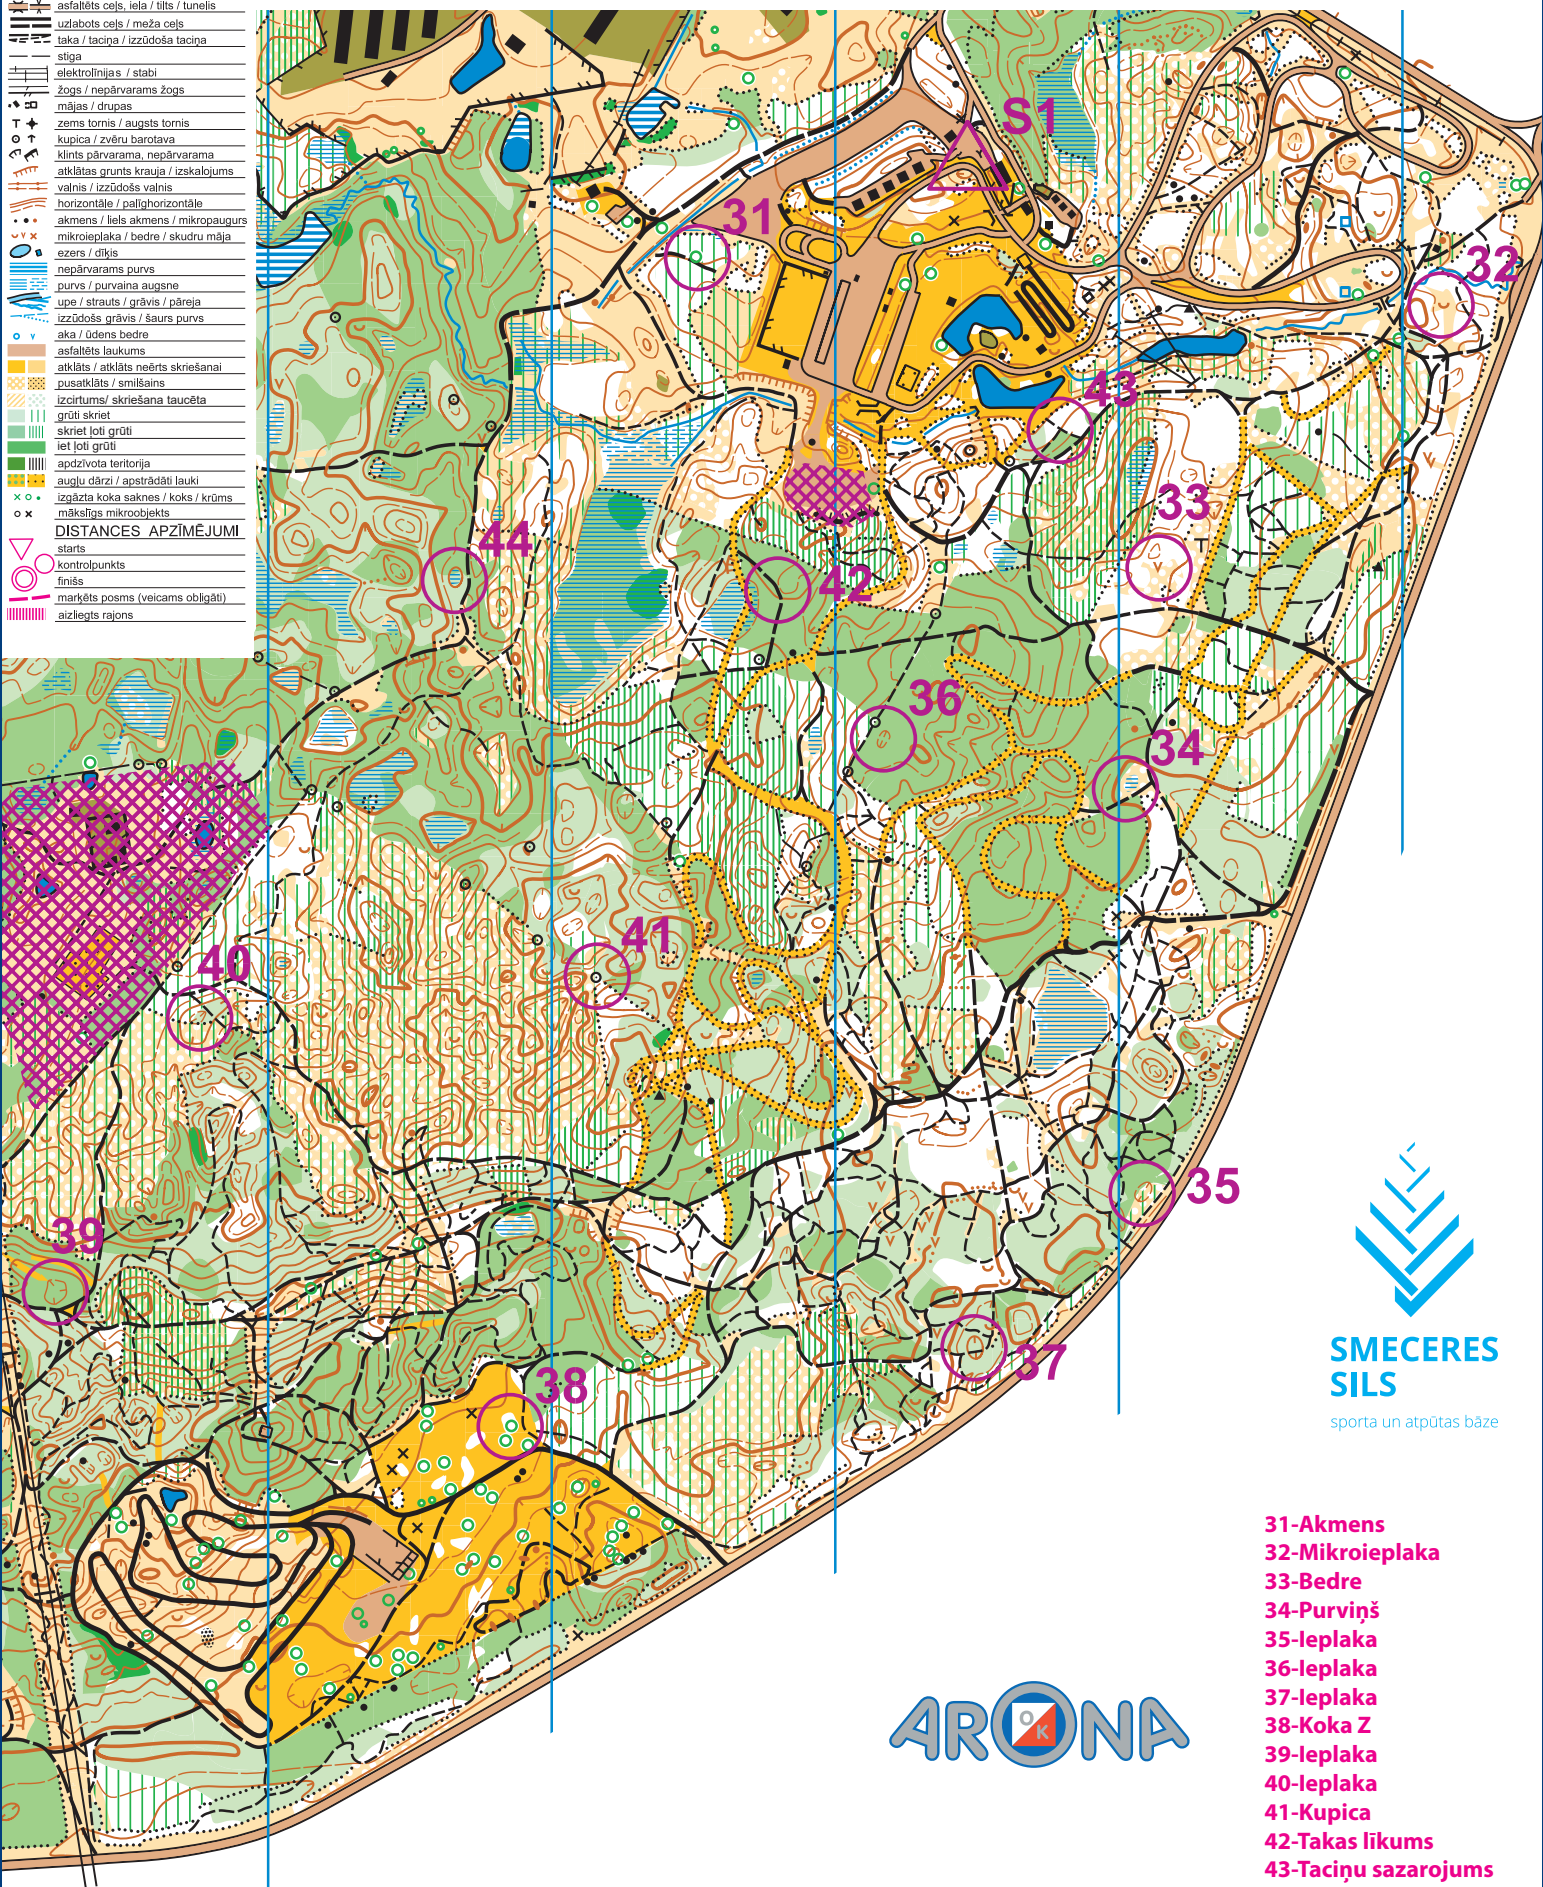 asfaltēts ceļš, iela / tilts / tunelis
uzlabots ceļs / meža ceļs
taka / taciņa / izzūdoša taciņa
stiga
elektrolīnijas / stabi
žogs / nepārvarams žogs
mājas / drupas
zems tornis / augsts tornis
kupica / zvēru barotava
klints pārvarama, nepārvarama
atklātas grunts krauja / izskalojums
valnis / izzūdošs valnis
horizontāle / palīghorizontāle
akmens / liels akmens / mikropaugurs
mikroieplaka / bedre / skudru māja
ezers / dīķis
nepārvarams purvs
purvs / purvaina augsne
upe / strauts / grāvis / pāreja
izzūdošs grāvis / šaurs purvs
aka / ūdens bedre
asfaltēts laukums
atklāts / atklāts neērts skriešanai
pusatklāts / smilšains
izcirtums/ skriešana taucēta
grūti skriet
skriet ļoti grūti
iet ļoti grūti
apdzīvota teritorija
augļu dārzi / apstrādāti lauki
izgāzta koka saknes / koks / krūms
mākslīgs mikroobjekts
DISTANCES APZĪMĒJUMI
starts
kontrolpunkts
finišs
marķēts posms (veicams obligāti)
aizliegts rajons
S1
31
32
43
33
44
42
36
34
41
40
35
39
37
38
SMECERES
SILS
sporta un atpūtas bāze
ARONA
OK
31-Akmens
32-Mikroieplaka
33-Bedre
34-Purviņš
35-Ieplaka
36-Ieplaka
37-Ieplaka
38-Koka Z
39-Ieplaka
40-Ieplaka
41-Kupica
42-Takas līkums
43-Taciņu sazarojums